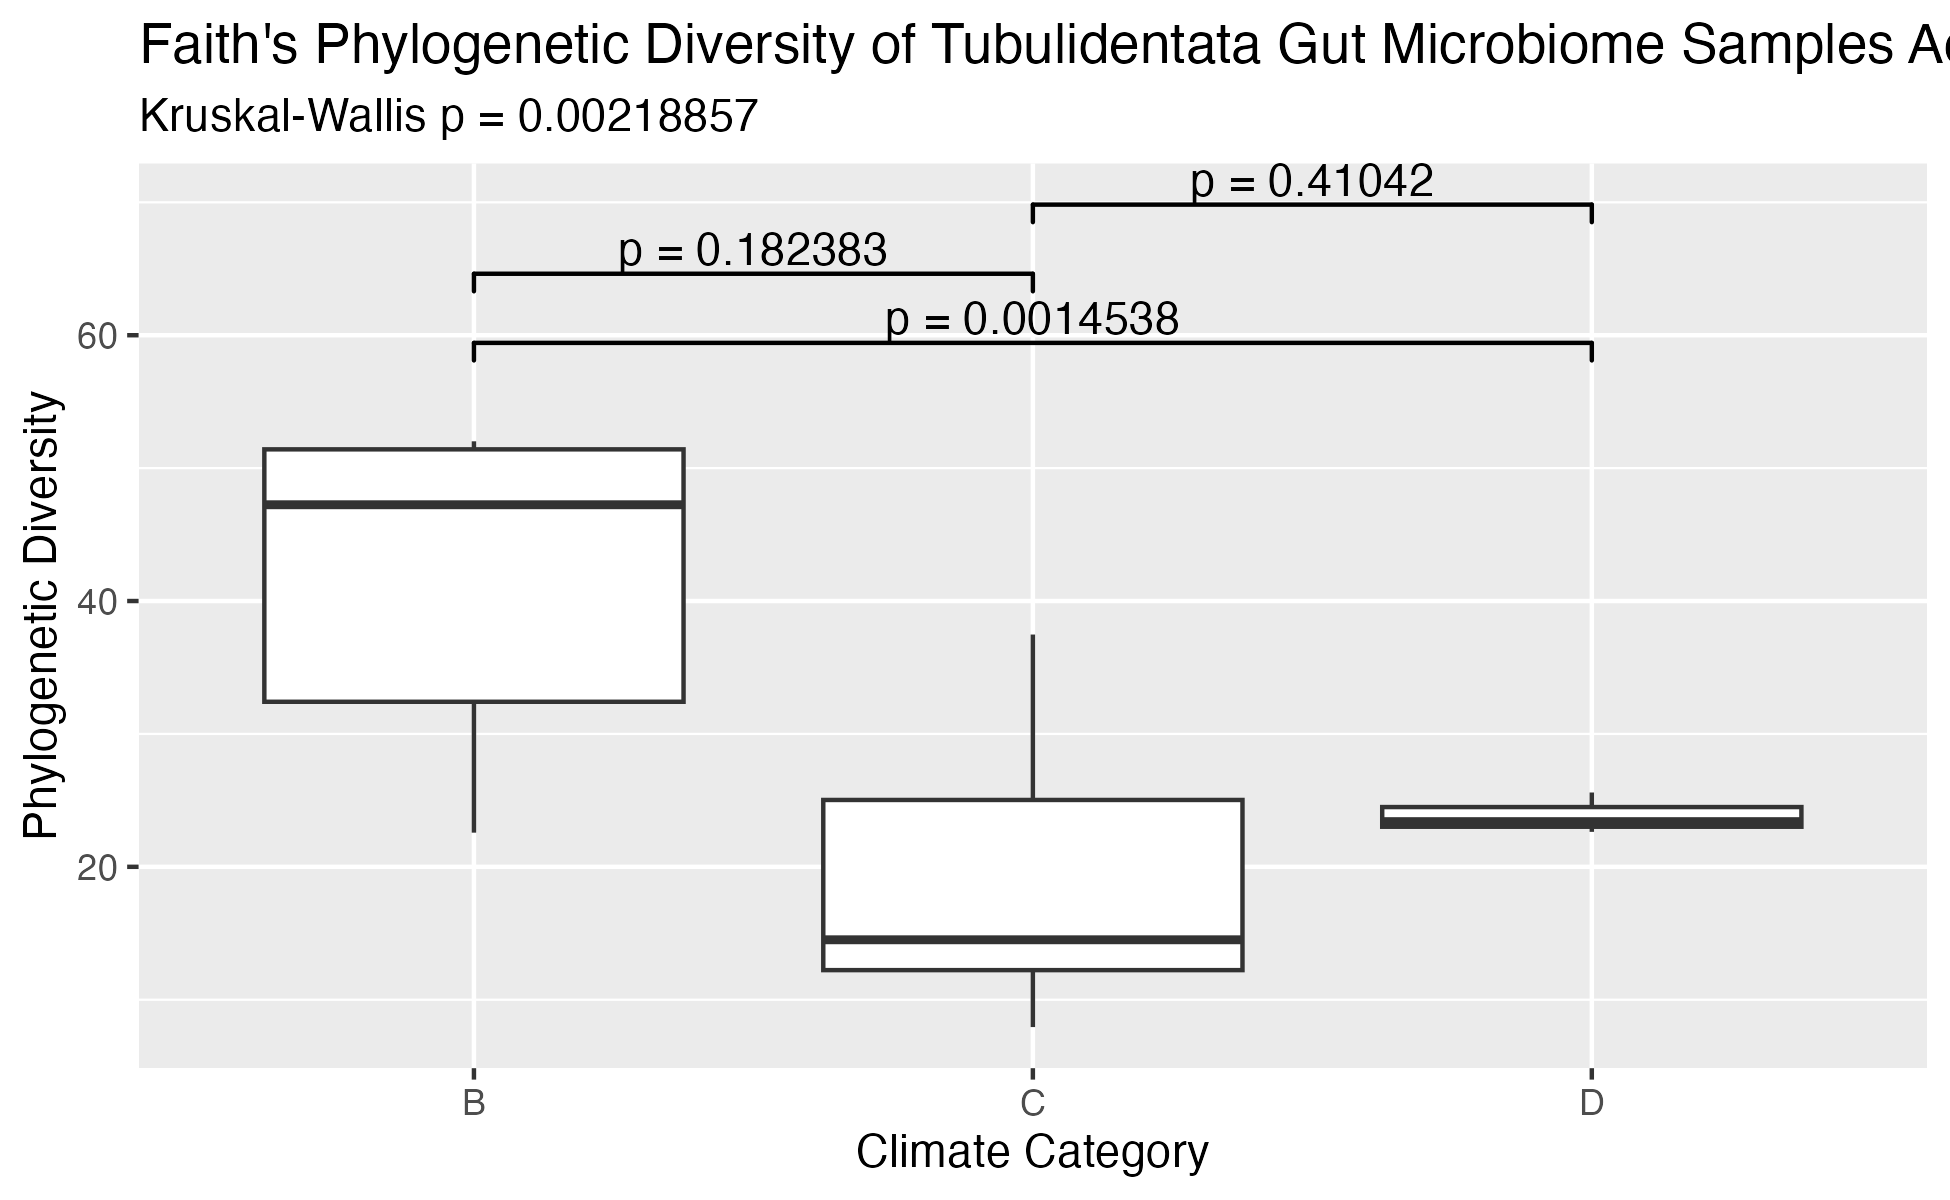 Faith's Phylogenetic Diversity of Tubulidentata Gut Microbiome Samples
Kruskal-Wallis p = 0.00218857
p = 0.41042
p = 0.182383
p = 0.0014538
60
40
20
Phylogenetic Diversity
B
C
D
Climate Category